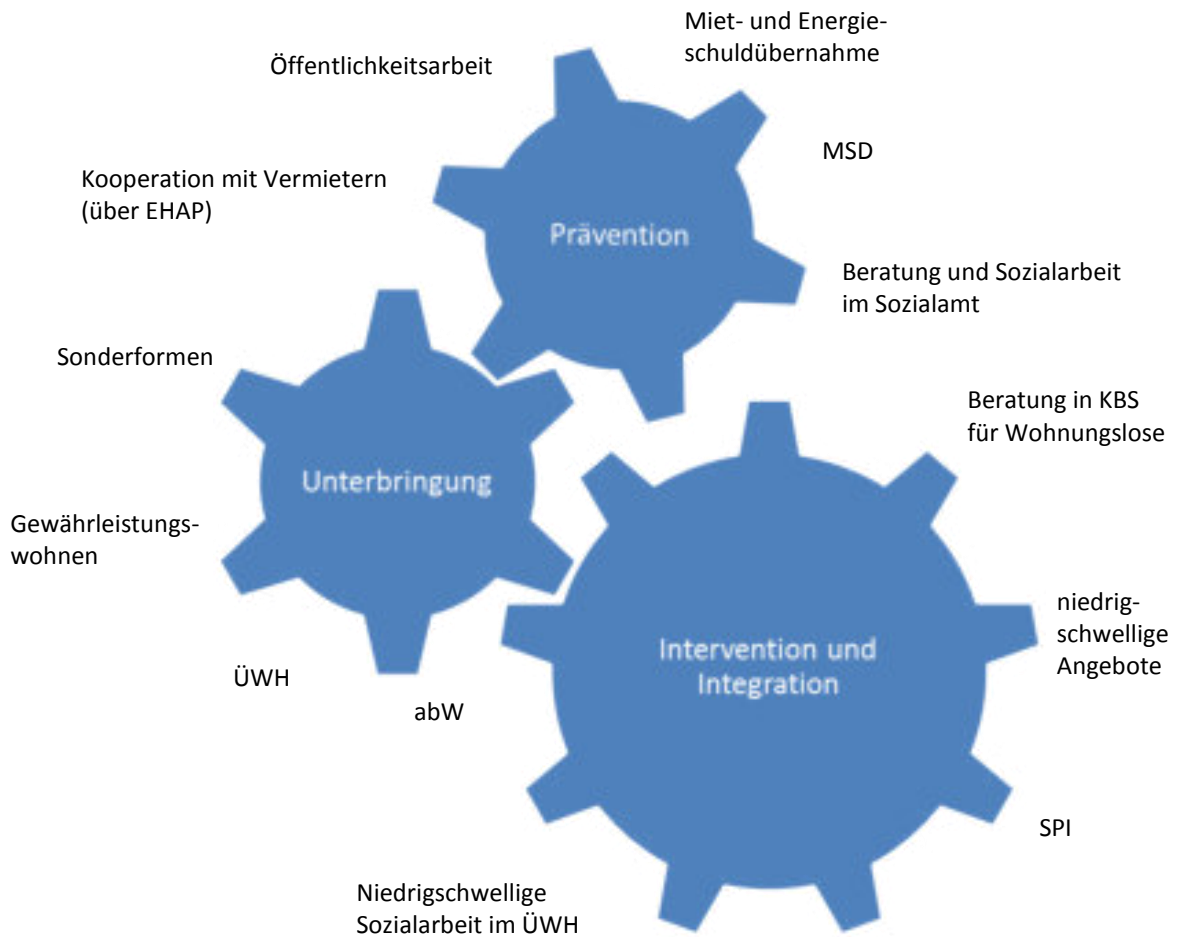 Miet- und Energie-
schuldübernahme
Öffentlichkeitsarbeit
MSD
Kooperation mit Vermietern
(über EHAP)
Prävention
Beratung und Sozialarbeit
im Sozialamt
Sonderformen
Beratung in KBS
für Wohnungslose
Unterbringung
Gewährleistungs-
wohnen
niedrig-
schwellige
Angebote
Intervention und
Integration
ÜWH
abW
SPI
Niedrigschwellige
Sozialarbeit im ÜWH